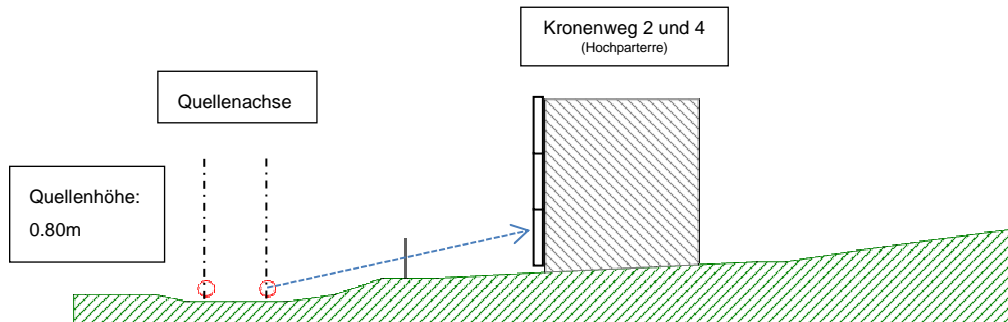 Kronenweg 2 und 4
(Hochparterre)
Quellenachse
Quellenhöhe:
0.80m